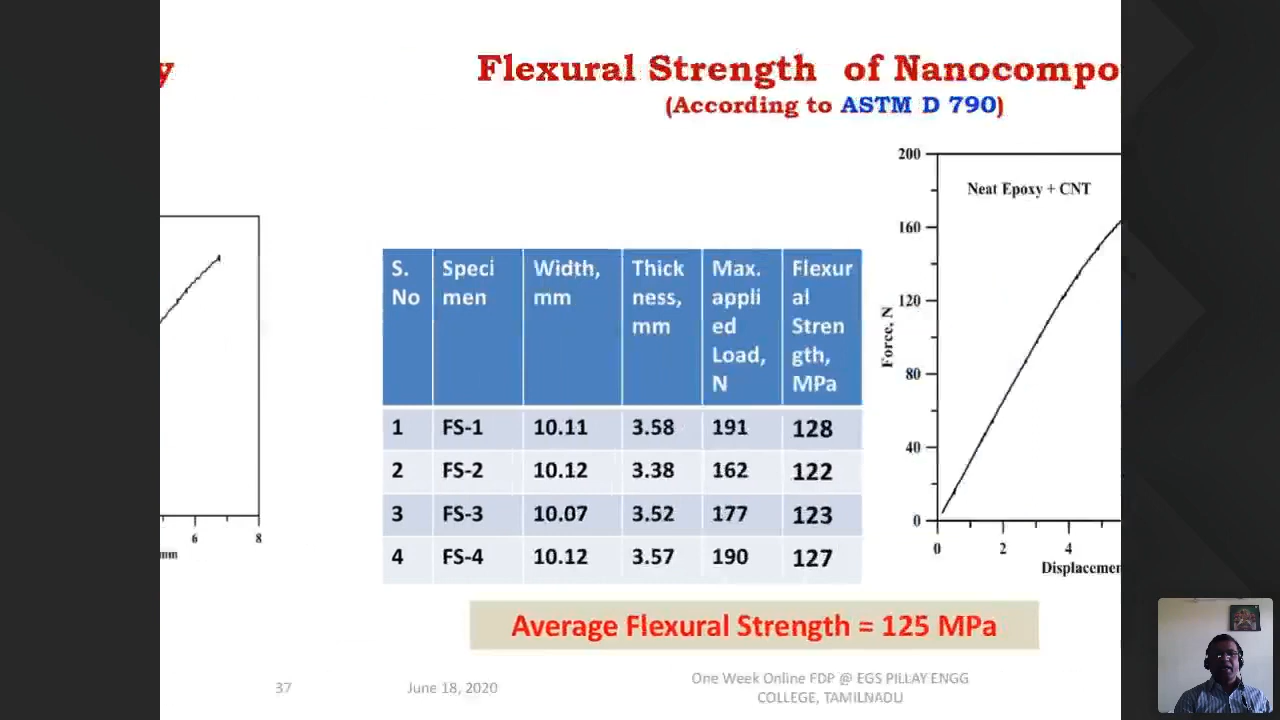 y
Flexural Strength of Nanocompo
(According to ASTM D 790)
6
8
mm
S. No
Speci men
Width, mm
Thick ness, mm
Max. appli ed Load, N
Flexur al Stren gth, MPa
1 FS-1 10.11 3.58 191 128
2 FS-2 10.12 3.38 162 122
3 FS-3 10.07 3.52 177 123
4 FS-4 10.12 3.57 190 127
200
Neat Epoxy + CNT
160
120
Force, N
80
40
0
0 2 4
Displacemen
Average Flexural Strength = 125 MPa
37
June 18, 2020
One Week Online FDP @ EGS PILLAY ENGG
COLLEGE, TAMILNADU